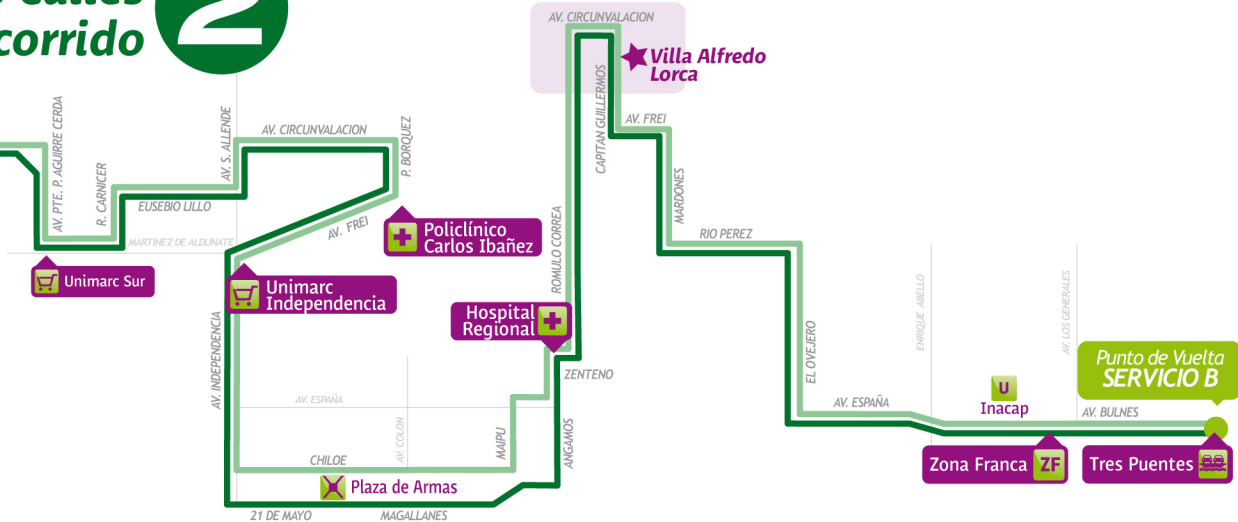 corrido
2
AV. CIRCUNVALACION
Villa Alfredo
Lorca
CAPITAN GUILLERMOS
AV. FREI
AV. PTE. P. AGUIRRE CERDA
R. CARNICER
AV. S. ALLENDE
AV. CIRCUNVALACION
P. BORQUEZ
EUSEBIO LILLO
MARTINEZ DE ALDUNATE
AV. FREI
Policlínico
Carlos Ibañez
MARDONES
RIO PEREZ
ROMULO CORREA
Unimarc Sur
Unimarc
Independencia
Hospital
Regional
AV. INDEPENDENCIA
ZENTENO
EL OVEJERO
ENRIQUE ABELLO
AV. LOS GENERALES
Punto de Vuelta
SERVICIO B
U
Inacap
AV. ESPAÑA
AV. COLON
MAIPU
ANGAMOS
AV. ESPAÑA
AV. BULNES
CHILOE
Plaza de Armas
Zona Franca ZF
Tres Puentes
21 DE MAYO
MAGALLANES